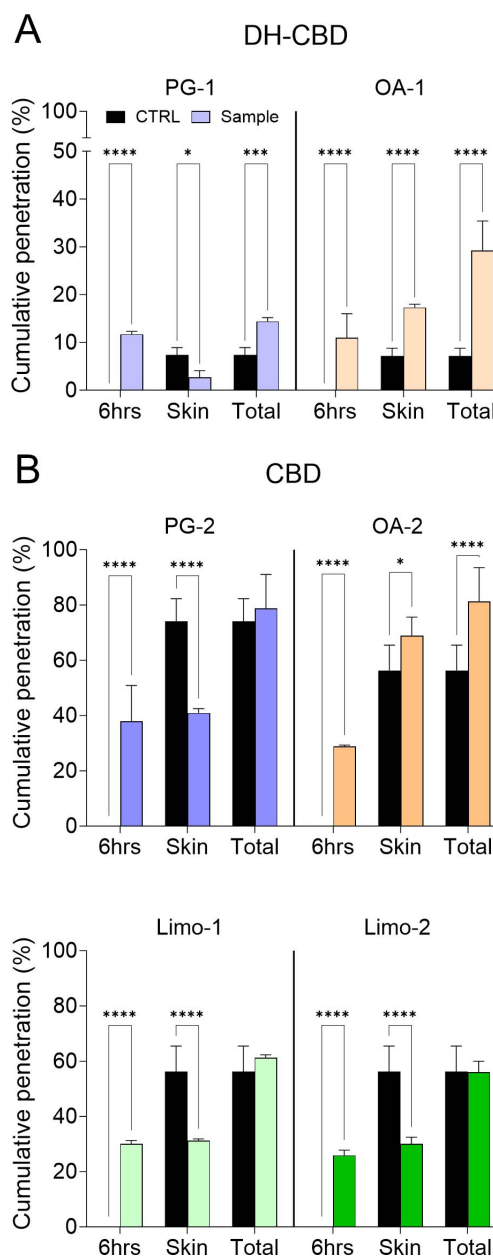 A
DH-CBD
PG-1
OA-1
CTRL
Sample
Cumulative penetration (%)
100
50
40
30
20
10
0
****
*
***
****
****
****
6hrs
Skin
Total
6hrs
Skin
Total
B
CBD
PG-2
OA-2
Cumulative penetration (%)
100
80
60
40
20
0
****
****
****
*
****
6hrs
Skin
Total
6hrs
Skin
Total
Limo-1
Limo-2
Cumulative penetration (%)
100
80
60
40
20
0
****
****
****
****
6hrs
Skin
Total
6hrs
Skin
Total